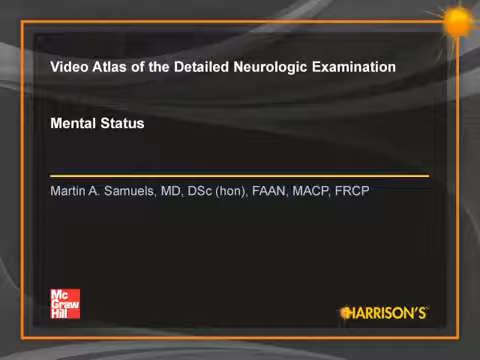 Video Atlas of the Detailed Neurologic Examination
Mental Status
Martin A. Samuels, MD, DSc (hon), FAAN, MACP, FRCP
Mc
Graw
Hill
HARRISON'S